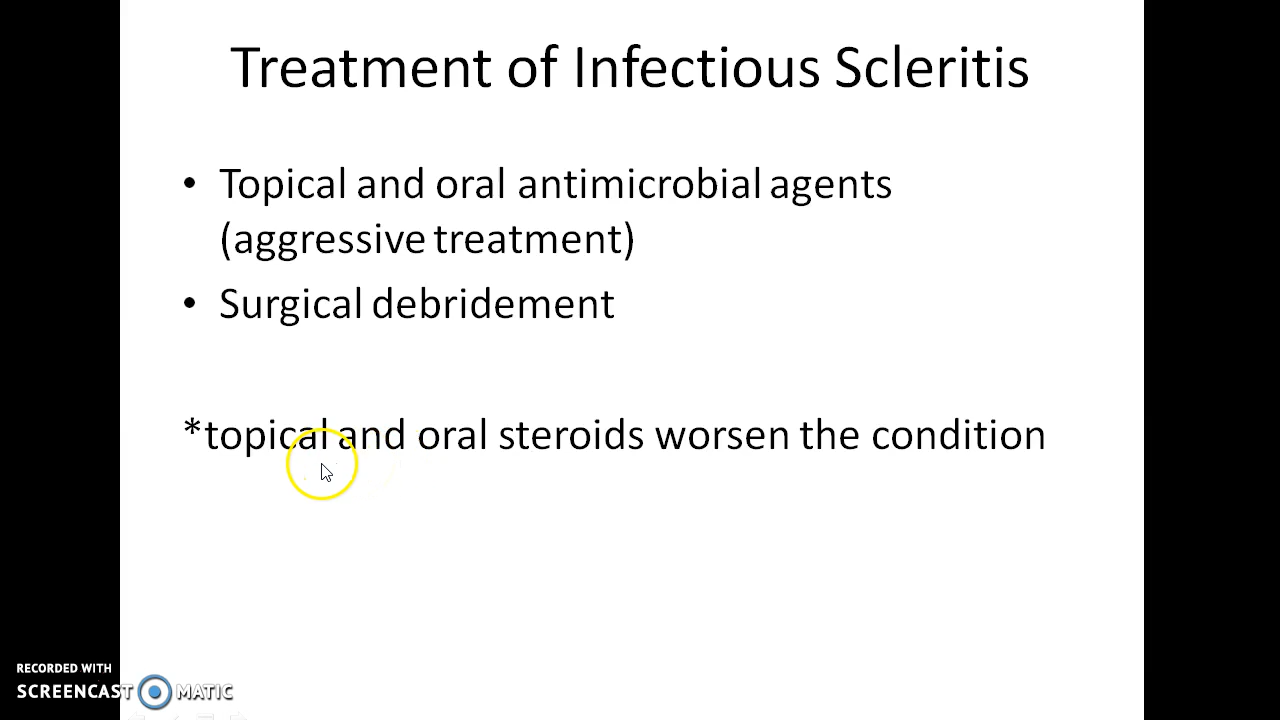 Treatment of Infectious Scleritis
• Topical and oral antimicrobial agents
(aggressive treatment)
• Surgical debridement
*topical and oral steroids worsen the condition
RECORDED WITH
SCREENCAST MATIC